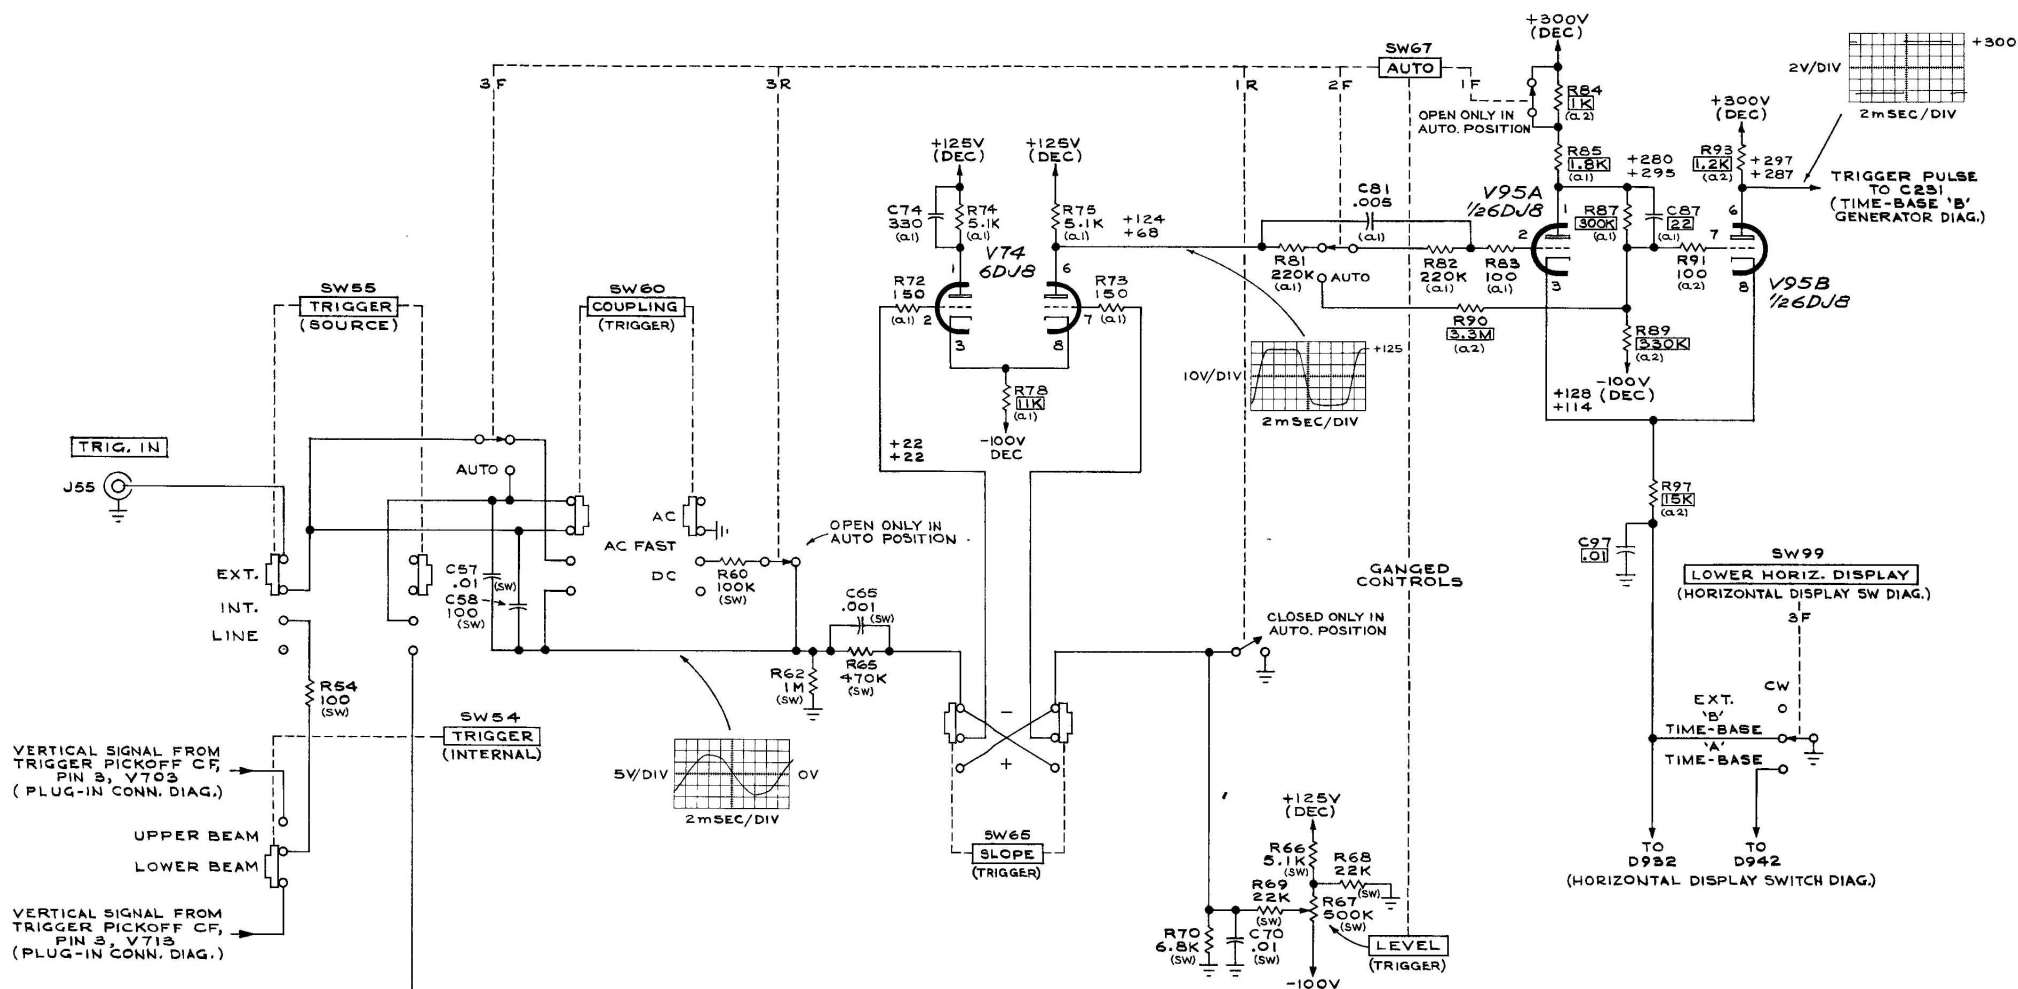 +300V
(DEC)
SW67
AUTO
3F
3R
1R
2F
1F
R84
1K
(a2)
OPEN ONLY IN
AUTO. POSITION
+300
2V/DIV
2mSEC/DIV
+300V
(DEC)
+125V
(DEC)
+125V
(DEC)
R85
1.8K
(a1)
+280
+295
R93
1.2K
(a2)
+297
+287
TRIGGER PULSE
TO C231
(TIME-BASE 'B'
GENERATOR DIAG.)
C74
330
(a1)
R74
5.1K
(a1)
R75
5.1K
(a1)
+124
+68
C81
.005
(a1)
V95A
1/2 6DJ8
1
2
3
R87
300K
(a1)
C87
22
(a1)
R91
100
(a2)
6
7
8
V95B
1/2 6DJ8
V74
6DJ8
R81
220K
(a1)
AUTO
R82
220K
(a1)
R83
100
(a1)
R72
150
(a1)
1
2
3
6
7
8
R73
150
(a1)
R90
3.3M
(a2)
R89
330K
(a2)
-100V
(DEC)
SW55
TRIGGER
(SOURCE)
SW60
COUPLING
(TRIGGER)
10V/DIV
+125
2mSEC/DIV
R78
11K
(a1)
-100V
DEC
+128
+114
+22
+22
TRIG. IN
J55
AUTO
AC
AC FAST
DC
OPEN ONLY IN
AUTO POSITION
R97
15K
(a2)
C97
.01
EXT.
INT.
LINE
C57
.01
(SW)
C58
100
(SW)
R60
100K
(SW)
GANGED
CONTROLS
SW99
LOWER HORIZ. DISPLAY
(HORIZONTAL DISPLAY SW DIAG.)
3F
C65
.001
(SW)
CLOSED ONLY IN
AUTO. POSITION
R62
1M
(SW)
R65
470K
(SW)
R54
100
(SW)
SW54
TRIGGER
(INTERNAL)
CW
EXT.
'B'
TIME-BASE
'A'
TIME-BASE
VERTICAL SIGNAL FROM
TRIGGER PICKOFF CF,
PIN 3, V703
(PLUG-IN CONN. DIAG.)
5V/DIV
0V
2mSEC/DIV
−
+
UPPER BEAM
LOWER BEAM
SW65
SLOPE
(TRIGGER)
+125V
(DEC)
R66
5.1K
(SW)
R68
22K
(SW)
R69
22K
(SW)
R67
500K
(SW)
TO
D932
TO
D942
(HORIZONTAL DISPLAY SWITCH DIAG.)
VERTICAL SIGNAL FROM
TRIGGER PICKOFF CF,
PIN 3, V713
(PLUG-IN CONN. DIAG.)
R70
6.8K
(SW)
C70
.01
(SW)
LEVEL
(TRIGGER)
-100V